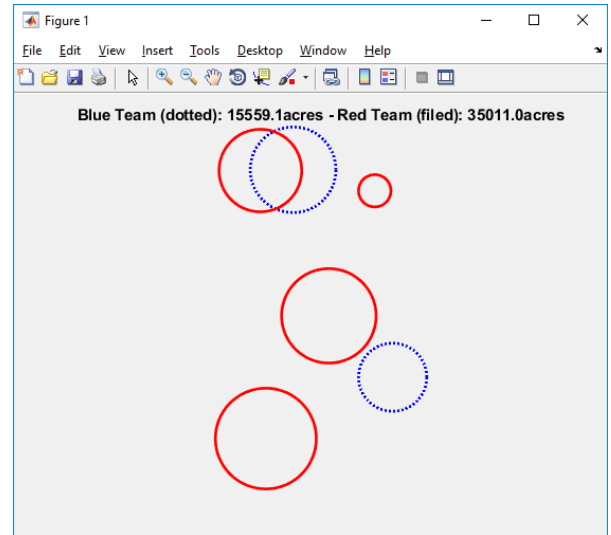 Figure 1
File Edit View Insert Tools Desktop Window Help
Blue Team (dotted): 15559.1acres - Red Team (filed): 35011.0acres